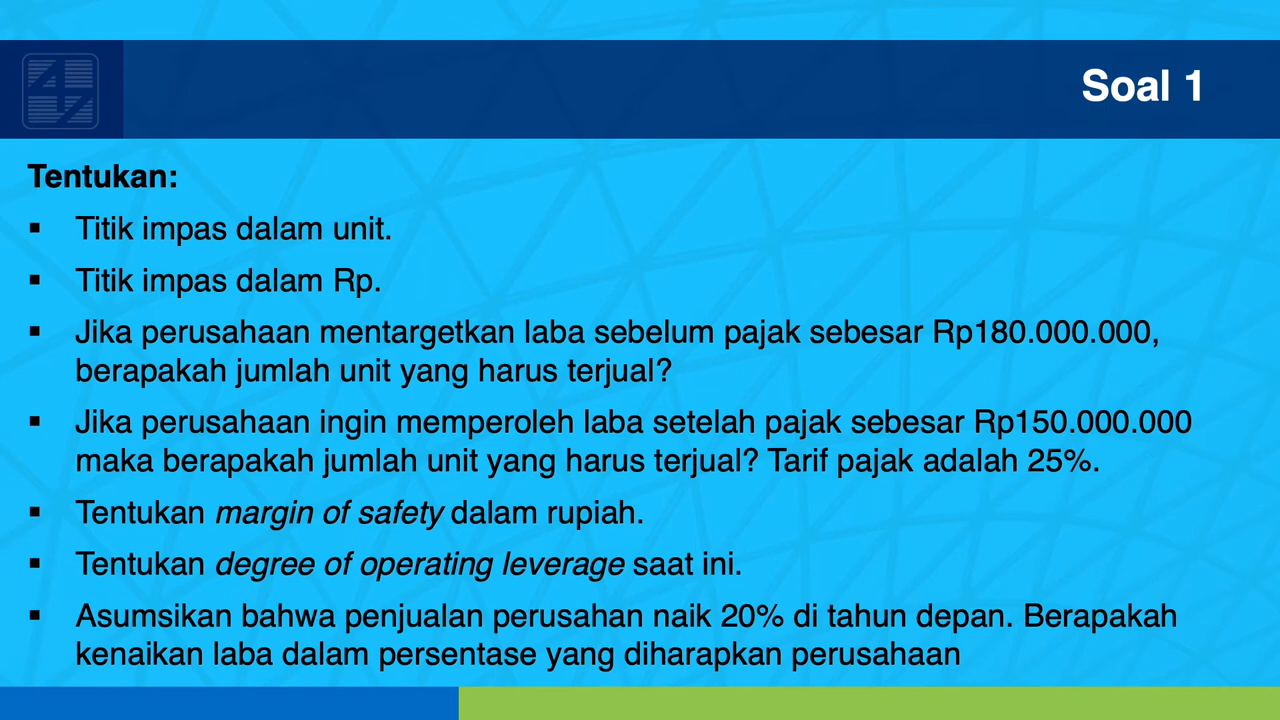 Soal 1
Tentukan:
▪ Titik impas dalam unit.
▪ Titik impas dalam Rp.
▪ Jika perusahaan mentargetkan laba sebelum pajak sebesar Rp180.000.000,
berapakah jumlah unit yang harus terjual?
▪ Jika perusahaan ingin memperoleh laba setelah pajak sebesar Rp150.000.000
maka berapakah jumlah unit yang harus terjual? Tarif pajak adalah 25%.
▪ Tentukan margin of safety dalam rupiah.
▪ Tentukan degree of operating leverage saat ini.
▪ Asumsikan bahwa penjualan perusahan naik 20% di tahun depan. Berapakah
kenaikan laba dalam persentase yang diharapkan perusahaan